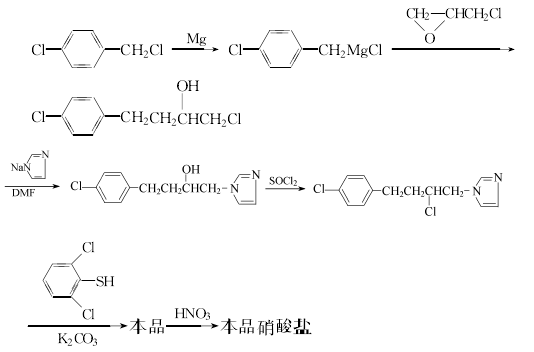 Cl CH₂Cl Mg Cl CH₂MgCl CH₂ CHCH₂Cl O
OH
Cl CH₂CH₂CHCH₂Cl
NaN N DMF Cl CH₂CH₂CHCH₂ OH N N SOCl₂ Cl CH₂CH₂CHCH₂ Cl N N
Cl
SH
Cl
K₂CO₃ 本品 HNO₃ 本品硝酸盐